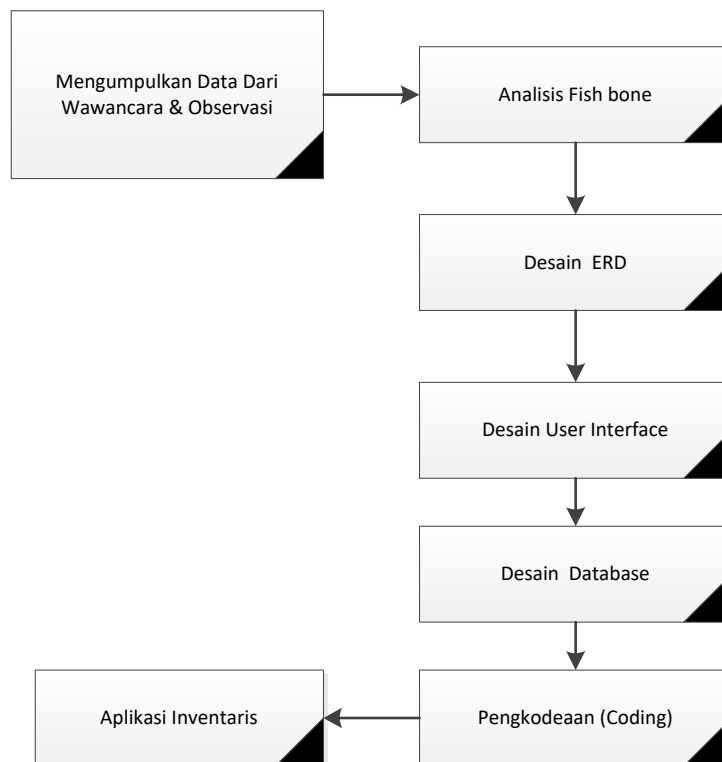 Mengumpulkan Data Dari
Wawancara & Observasi
Analisis Fish bone
Desain ERD
Desain User Interface
Desain Database
Pengkodeaan (Coding)
Aplikasi Inventaris